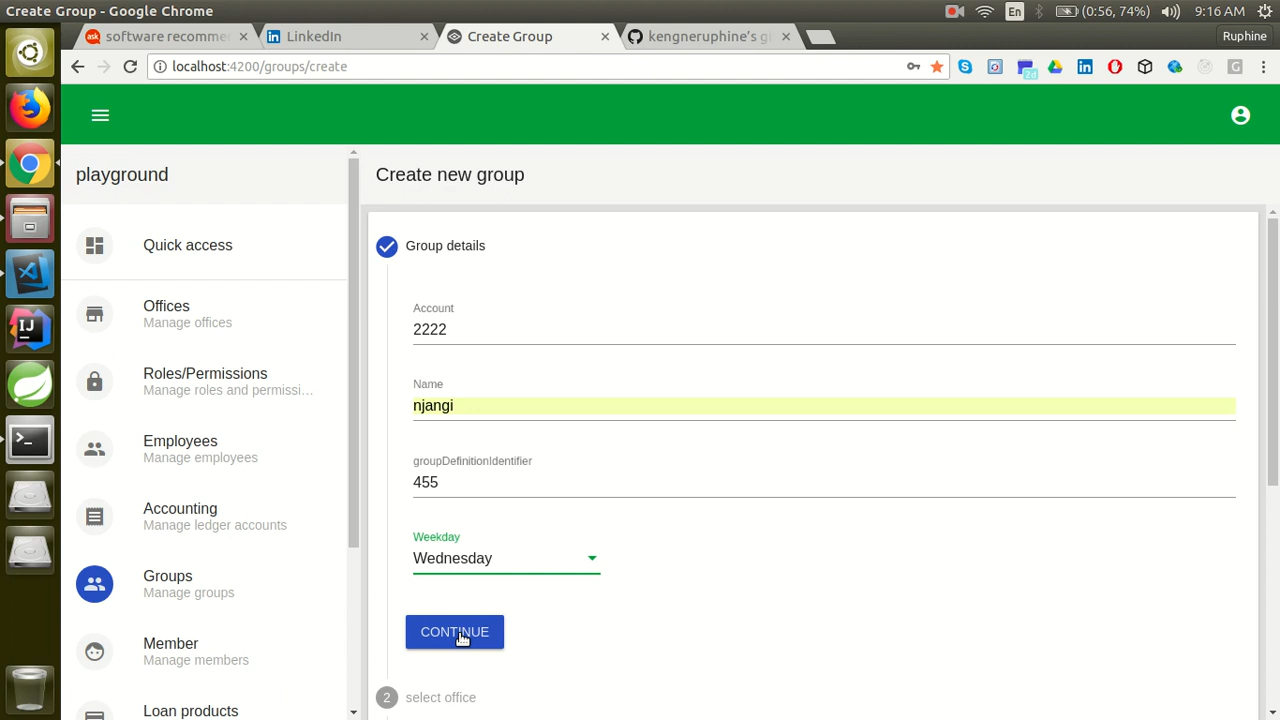 Create Group - Google Chrome
En
(0:56, 74%)
9:16 AM
software recomme
LinkedIn
Create Group
kengneruphine's gi
Ruphine
localhost:4200/groups/create
2d
playground
Create new group
Quick access
Group details
Offices
Manage offices
Account
2222
Roles/Permissions
Manage roles and permissi...
Name
njangi
Employees
Manage employees
groupDefinitionIdentifier
455
Accounting
Manage ledger accounts
Weekday
Wednesday
Groups
Manage groups
CONTINUE
Member
Manage members
2 select office
Loan products